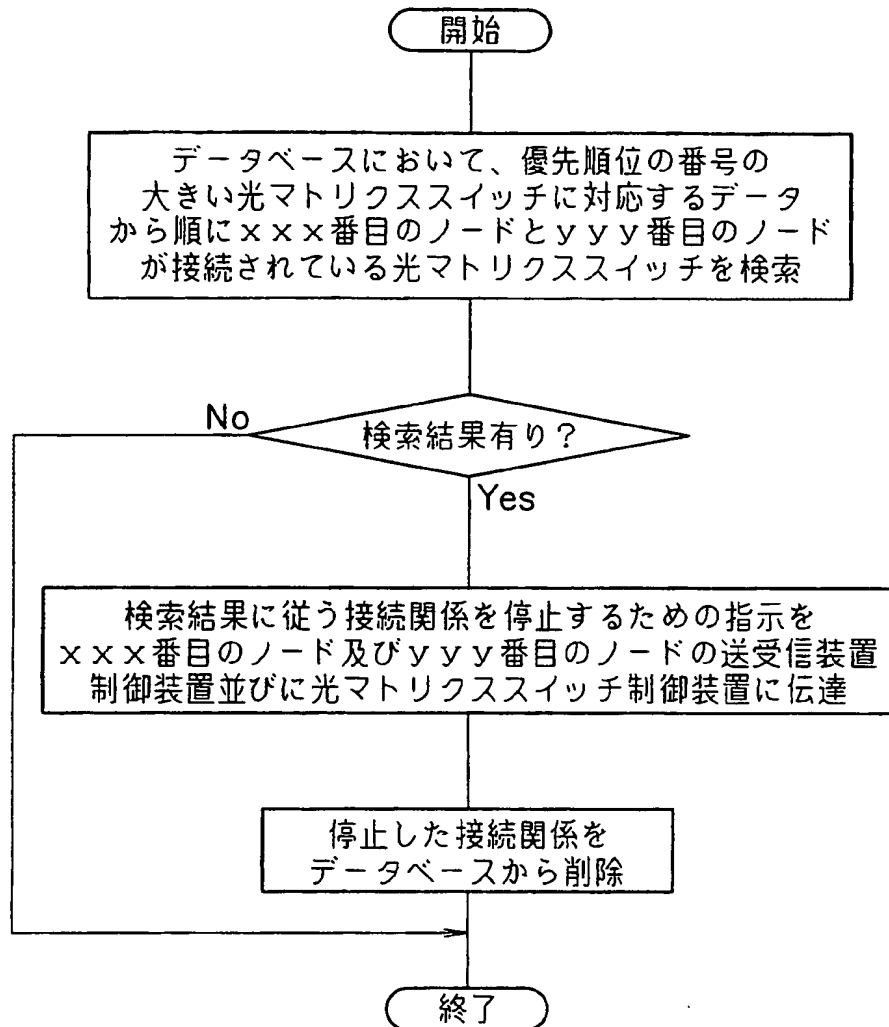 開始
データベースにおいて、優先順位の番号の
大きい光マトリクススイッチに対応するデータ
から順にｘｘｘ番目のノードとｙｙｙ番目のノード
が接続されている光マトリクススイッチを検索
No
検索結果有り？
Yes
検索結果に従う接続関係を停止するための指示を
ｘｘｘ番目のノード及びｙｙｙ番目のノードの送受信装置
制御装置並びに光マトリクススイッチ制御装置に伝達
停止した接続関係を
データベースから削除
終了